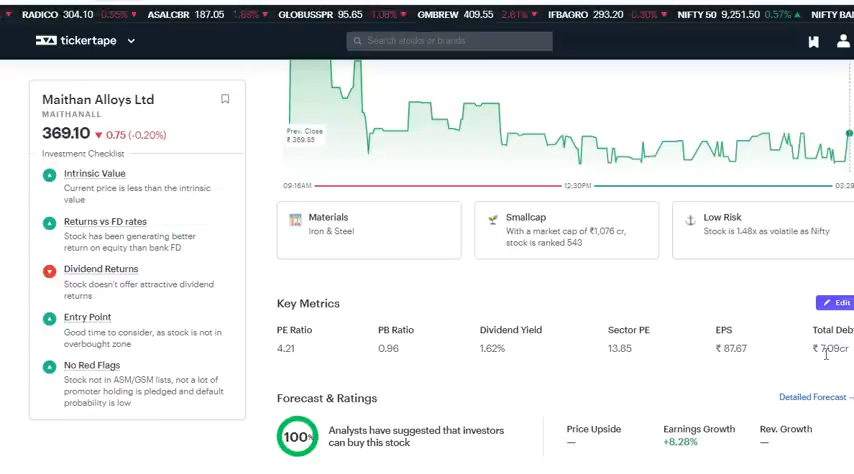 RADICO 304.10 -0.55% ASALCBR 187.05 -1.86% GLOBUSSPR 95.65 -1.08% GMBREW 409.55 -2.61% IFBAGRO 293.20 -0.30% NIFTY 50 9,251.50 0.57% NIFTY BAN
tickertape
Search stocks or brands
Maithan Alloys Ltd
MAITHANALL
369.10 0.75 (-0.20%)
Investment Checklist
Intrinsic Value
Current price is less than the intrinsic
value
Returns vs FD rates
Stock has been generating better
return on equity than bank FD
Dividend Returns
Stock doesn't offer attractive dividend
returns
Entry Point
Good time to consider, as stock is not in
overbought zone
No Red Flags
Stock not in ASM/GSM lists, not a lot of
promoter holding is pledged and default
probability is low
Prev. Close
₹ 369.85
09:16AM 12:30PM 03:29
Materials
Iron & Steel
Smallcap
With a market cap of ₹1,076 cr,
stock is ranked 543
Low Risk
Stock is 1.48x as volatile as Nifty
Key Metrics
Edit
PE Ratio PB Ratio Dividend Yield Sector PE EPS Total Deb
4.21 0.96 1.62% 13.85 ₹ 87.67 ₹ 7.09cr
Forecast & Ratings
Detailed Forecast
100%
Analysts have suggested that investors
can buy this stock
Price Upside Earnings Growth Rev. Growth
— +8.28% —